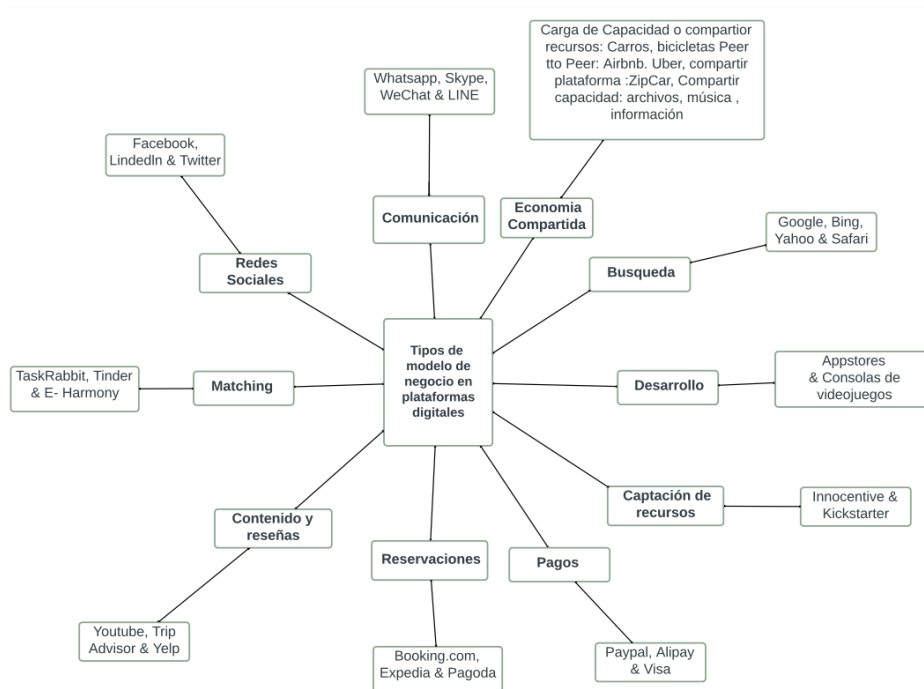 Carga de Capacidad o compartior
recursos: Carros, bicicletas Peer
tto Peer: Airbnb. Uber, compartir
plataforma :ZipCar, Compartir
capacidad: archivos, música ,
información
Whatsapp, Skype,
WeChat & LINE
Facebook,
LindedIn & Twitter
Comunicación
Economia
Compartida
Google, Bing,
Yahoo & Safari
Redes
Sociales
Busqueda
Tipos de
modelo de
negocio en
plataformas
digitales
TaskRabbit, Tinder
& E- Harmony
Matching
Desarrollo
Appstores
& Consolas de
videojuegos
Captación de
recursos
Innocentive &
Kickstarter
Contenido y
reseñas
Reservaciones
Pagos
Youtube, Trip
Advisor & Yelp
Booking.com,
Expedia & Pagoda
Paypal, Alipay
& Visa